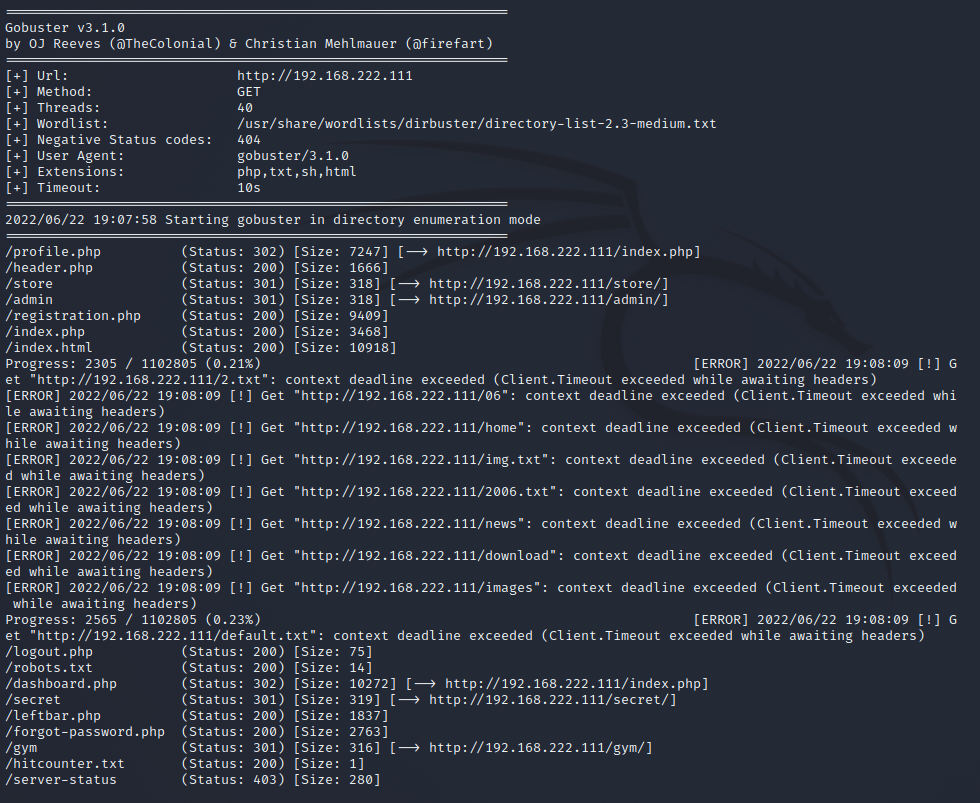 ===============================================================
Gobuster v3.1.0
by OJ Reeves (@TheColonial) & Christian Mehlmauer (@firefart)
===============================================================
[+] Url:                     http://192.168.222.111
[+] Method:                  GET
[+] Threads:                 40
[+] Wordlist:                /usr/share/wordlists/dirbuster/directory-list-2.3-medium.txt
[+] Negative Status codes:   404
[+] User Agent:              gobuster/3.1.0
[+] Extensions:              php,txt,sh,html
[+] Timeout:                 10s
===============================================================
2022/06/22 19:07:58 Starting gobuster in directory enumeration mode
===============================================================
/profile.php          (Status: 302) [Size: 7247] [--> http://192.168.222.111/index.php]
/header.php           (Status: 200) [Size: 1666]
/store                (Status: 301) [Size: 318] [--> http://192.168.222.111/store/]
/admin                (Status: 301) [Size: 318] [--> http://192.168.222.111/admin/]
/registration.php     (Status: 200) [Size: 9409]
/index.php            (Status: 200) [Size: 3468]
/index.html           (Status: 200) [Size: 10918]
Progress: 2305 / 1102805 (0.21%)                                                      [ERROR] 2022/06/22 19:08:09 [!] G
et "http://192.168.222.111/2.txt": context deadline exceeded (Client.Timeout exceeded while awaiting headers)
[ERROR] 2022/06/22 19:08:09 [!] Get "http://192.168.222.111/06": context deadline exceeded (Client.Timeout exceeded whi
le awaiting headers)
[ERROR] 2022/06/22 19:08:09 [!] Get "http://192.168.222.111/home": context deadline exceeded (Client.Timeout exceeded w
hile awaiting headers)
[ERROR] 2022/06/22 19:08:09 [!] Get "http://192.168.222.111/img.txt": context deadline exceeded (Client.Timeout exceede
d while awaiting headers)
[ERROR] 2022/06/22 19:08:09 [!] Get "http://192.168.222.111/2006.txt": context deadline exceeded (Client.Timeout exceed
ed while awaiting headers)
[ERROR] 2022/06/22 19:08:09 [!] Get "http://192.168.222.111/news": context deadline exceeded (Client.Timeout exceeded w
hile awaiting headers)
[ERROR] 2022/06/22 19:08:09 [!] Get "http://192.168.222.111/download": context deadline exceeded (Client.Timeout exceed
ed while awaiting headers)
[ERROR] 2022/06/22 19:08:09 [!] Get "http://192.168.222.111/images": context deadline exceeded (Client.Timeout exceeded
 while awaiting headers)
Progress: 2565 / 1102805 (0.23%)                                                      [ERROR] 2022/06/22 19:08:09 [!] G
et "http://192.168.222.111/default.txt": context deadline exceeded (Client.Timeout exceeded while awaiting headers)
/logout.php           (Status: 200) [Size: 75]
/robots.txt           (Status: 200) [Size: 14]
/dashboard.php        (Status: 302) [Size: 10272] [--> http://192.168.222.111/index.php]
/secret               (Status: 301) [Size: 319] [--> http://192.168.222.111/secret/]
/leftbar.php          (Status: 200) [Size: 1837]
/forgot-password.php  (Status: 200) [Size: 2763]
/gym                  (Status: 301) [Size: 316] [--> http://192.168.222.111/gym/]
/hitcounter.txt       (Status: 200) [Size: 1]
/server-status        (Status: 403) [Size: 280]